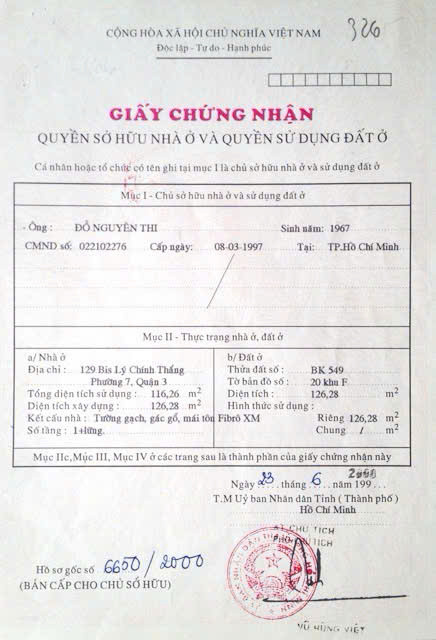 CỘNG HÒA XÃ HỘI CHỦ NGHĨA VIỆT NAM 326
Độc lập - Tự do - Hạnh phúc
GIẤY CHỨNG NHẬN
QUYỀN SỞ HỮU NHÀ Ở VÀ QUYỀN SỬ DỤNG ĐẤT Ở
Cá nhân hoặc tổ chức có tên ghi tại mục I là chủ sở hữu nhà ở và sử dụng đất ở
Mục I - Chủ sở hữu nhà ở và sử dụng đất ở
- Ông : ĐỖ NGUYÊN THI Sinh năm: 1967
CMND số: 022102276 Cấp ngày: 08-03-1997 Tại: TP.Hồ Chí Minh
Mục II - Thực trạng nhà ở, đất ở
a/ Nhà ở
Địa chỉ : 129 Bis Lý Chính Thắng
Phường 7, Quận 3
Tổng diện tích sử dụng : 116,26 m2
Diện tích xây dựng : 126,28 m2
Kết cấu nhà : Tường gạch, gác gỗ, mái tôn Fibrô XM
Số tầng : 1+lửng.
b/ Đất ở
Thửa đất số : BK 549
Tờ bản đồ số : 20 khu F.
Diện tích : 126,28 m2
Hình thức sử dụng :
Riêng 126,28 m2
Chung / m2
Mục IIc, Mục III, Mục IV ở các trang sau là thành phần của giấy chứng nhận này
Ngày 23 tháng 6 năm 199... 2000
T.M Uỷ ban Nhân dân Tỉnh ( Thành phố )
Hồ Chí Minh
KT CHỦ TỊCH
PHÓ CHỦ TỊCH
Hồ sơ gốc số 6650/2000
(BẢN CẤP CHO CHỦ SỞ HỮU)
VŨ HÙNG VIỆT